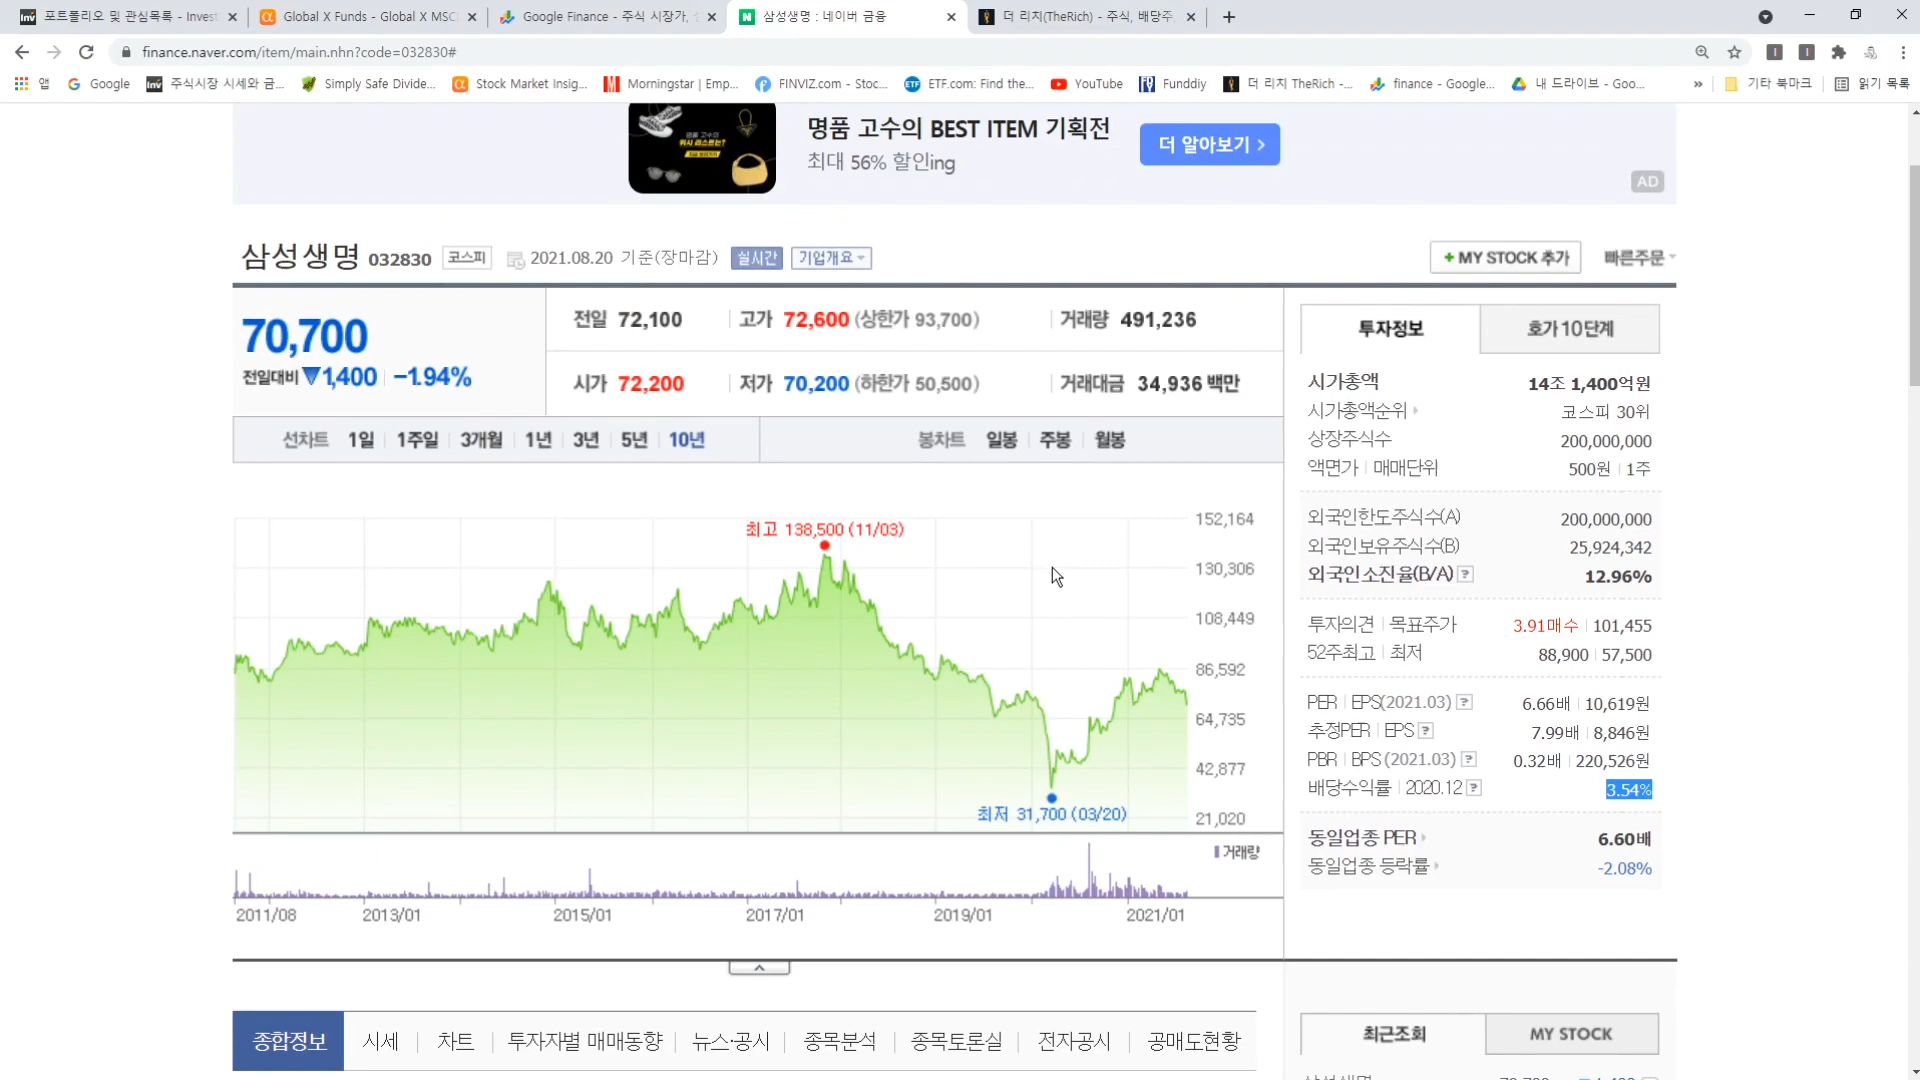 포트폴리오 및 관심목록 - Invest
Global X Funds - Global X MSC
Google Finance - 주식 시장가,
삼성생명 : 네이버 금융
더 리치(TheRich) - 주식, 배당주
finance.naver.com/item/main.nhn?code=032830#
앱
Google
주식시장 시세와 금...
Simply Safe Divide...
Stock Market Insig...
Morningstar | Emp...
FINVIZ.com - Stoc...
ETF.com: Find the...
YouTube
Funddiy
더 리치 TheRich -...
finance - Google...
내 드라이브 - Goo...
기타 북마크
읽기 목록
명품 고수의 BEST ITEM 기획전
최대 56% 할인ing
더 알아보기 >
AD
삼성생명 032830 코스피 2021.08.20 기준(장마감) 실시간 기업개요
+ MY STOCK 추가 빠른주문
70,700
전일대비 ▼1,400 -1.94%
전일 72,100 고가 72,600 (상한가 93,700) 거래량 491,236
시가 72,200 저가 70,200 (하한가 50,500) 거래대금 34,936 백만
선차트 1일 1주일 3개월 1년 3년 5년 10년 봉차트 일봉 주봉 월봉
최고 138,500 (11/03)
최저 31,700 (03/20)
152,164
130,306
108,449
86,592
64,735
42,877
21,020
거래량
2011/08 2013/01 2015/01 2017/01 2019/01 2021/01
투자정보 호가 10단계
시가총액 14조 1,400억원
시가총액순위 코스피 30위
상장주식수 200,000,000
액면가 | 매매단위 500원 | 1주
외국인한도주식수(A) 200,000,000
외국인보유주식수(B) 25,924,342
외국인소진율(B/A) ? 12.96%
투자의견 | 목표주가 3.91매수 | 101,455
52주최고 | 최저 88,900 | 57,500
PER | EPS(2021.03) ? 6.66배 | 10,619원
추정PER | EPS ? 7.99배 | 8,846원
PBR | BPS (2021.03) ? 0.32배 | 220,526원
배당수익률 | 2020.12 ? 3.54%
동일업종 PER 6.60배
동일업종 등락률 -2.08%
종합정보 시세 차트 투자자별 매매동향 뉴스·공시 종목분석 종목토론실 전자공시 공매도현황
최근조회 MY STOCK